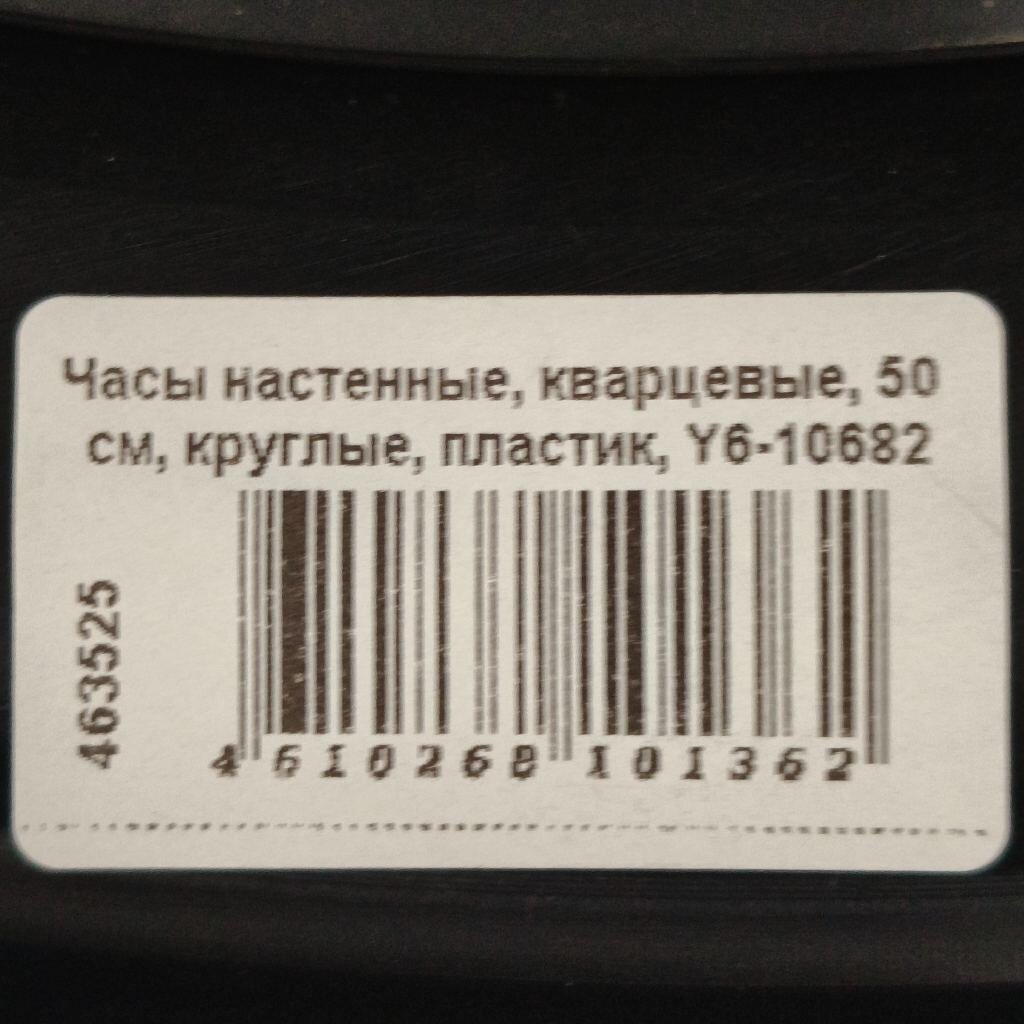 Часы настенные, кварцевые, 50
см, круглые, пластик, Y6-10682
463525
4 610268 101362